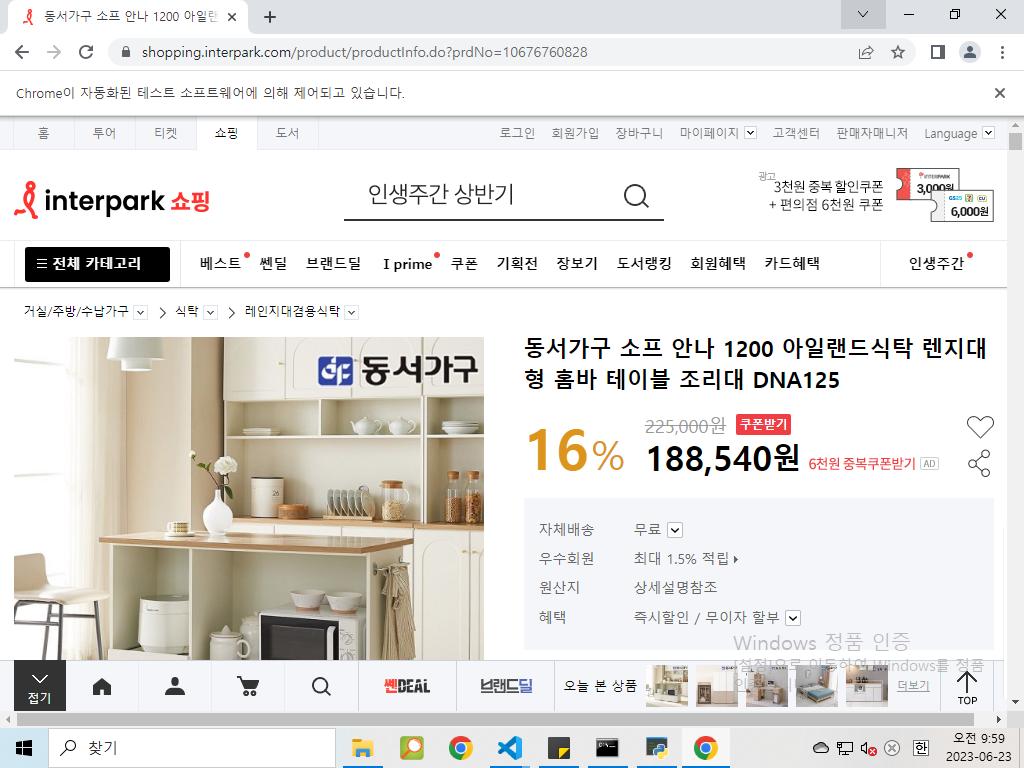 동서가구 소프 안나 1200 아일랜
shopping.interpark.com/product/productInfo.do?prdNo=10676760828
Chrome이 자동화된 테스트 소프트웨어에 의해 제어되고 있습니다.
홈 투어 티켓 쇼핑 도서 로그인 회원가입 장바구니 마이페이지 고객센터 판매자매니저 Language
interpark 쇼핑
인생주간 상반기
광고
3천원 중복 할인쿠폰
+ 편의점 6천원 쿠폰
INTERPARK
3,000원
GS25 CU
6,000원
전체 카테고리 베스트 쎈딜 브랜드딜 I prime 쿠폰 기획전 장보기 도서랭킹 회원혜택 카드혜택 인생주간
거실/주방/수납가구 식탁 레인지대겸용식탁
동서가구
동서가구 소프 안나 1200 아일랜드식탁 렌지대
형 홈바 테이블 조리대 DNA125
16% 225,000원 쿠폰받기
188,540원 6천원 중복쿠폰받기 AD
자체배송 무료
우수회원 최대 1.5% 적립
원산지 상세설명참조
혜택 즉시할인 / 무이자 할부
Windows 정품 인증
[설정]으로 이동하여 Windows를 정품
접기
쎈DEAL
브랜드딜
오늘 본 상품
더보기
TOP
찾기
한
오전 9:59
2023-06-23